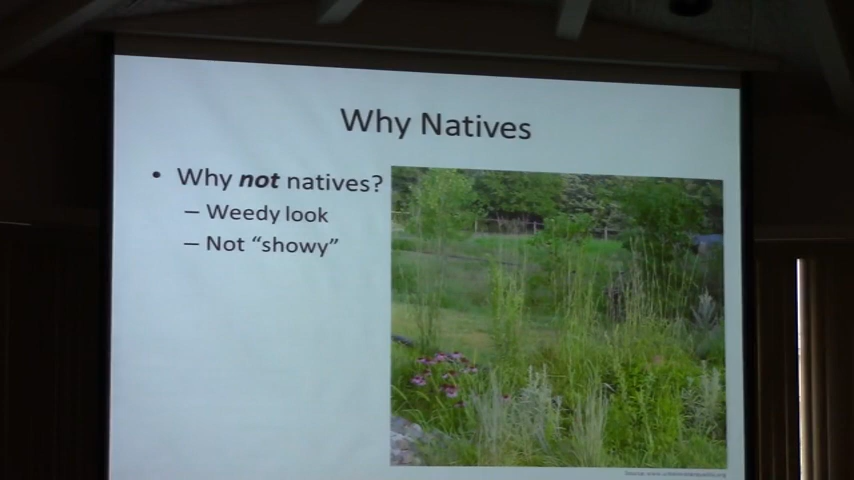 Why Natives
• Why not natives?
– Weedy look
– Not “showy”